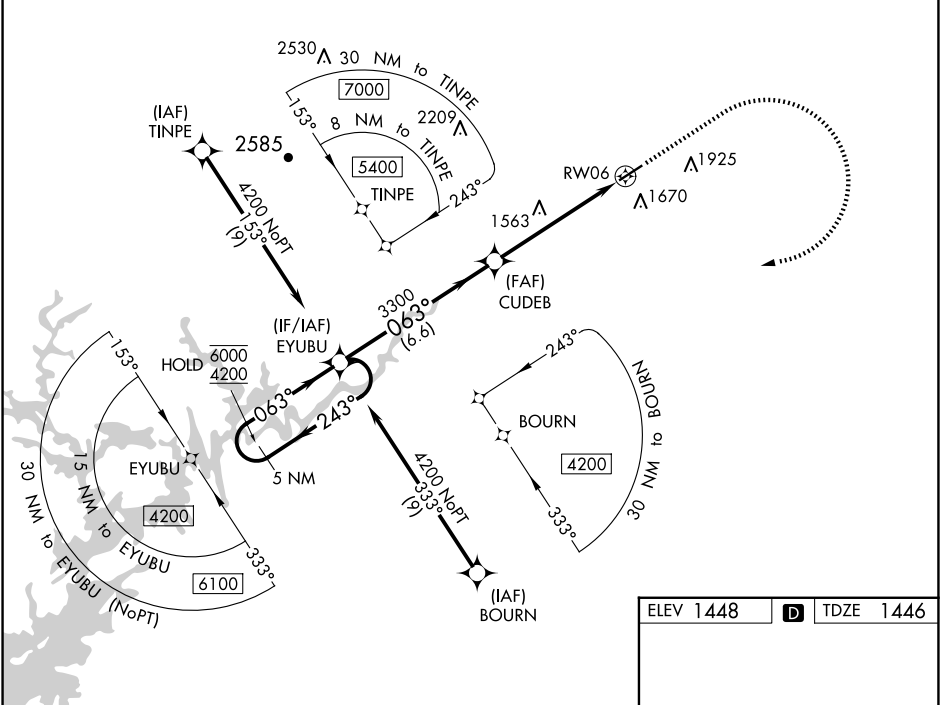 2530 30 NM to TINPE
7000
153°
8 NM to TINPE
2209
5400
TINPE
243°
(IAF)
TINPE
2585
4200 NoPT
153°
(9)
RW06
1925
1670
1563
(FAF)
CUDEB
3300
063°
(6.6)
(IF/IAF)
EYUBU
HOLD 6000
4200
063°
243°
5 NM
153°
EYUBU
4200
15 NM to EYUBU
333°
6100
30 NM to EYUBU (NoPT)
4200 NoPT
333°
(9)
(IAF)
BOURN
243°
BOURN
4200
333°
30 NM to BOURN
ELEV 1448 D TDZE 1446